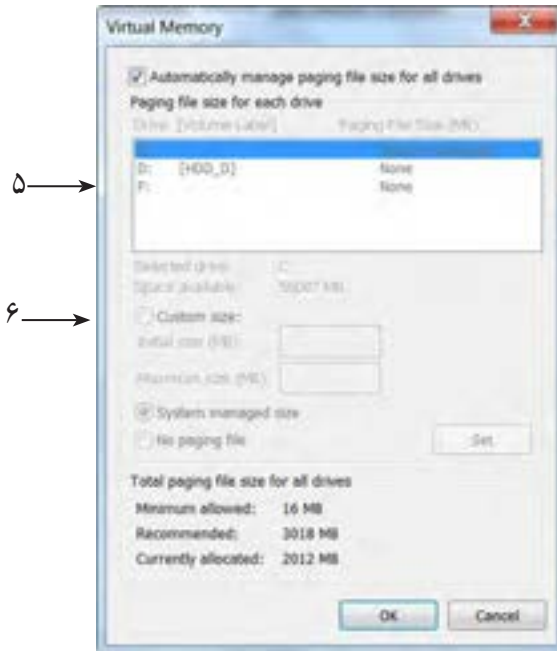 Virtual Memory
Automatically manage paging file size for all drives
Paging file size for each drive
Drive [Volume Label] Paging File Size (MB)
D: [HDD_D] None
F: None
۵
Selected drive: C:
Space available: MB
۶
Custom size:
Initial size (MB):
Maximum size (MB):
System managed size
No paging file Set
Total paging file size for all drives
Minimum allowed: 16 MB
Recommended: 3018 MB
Currently allocated: 2012 MB
OK Cancel